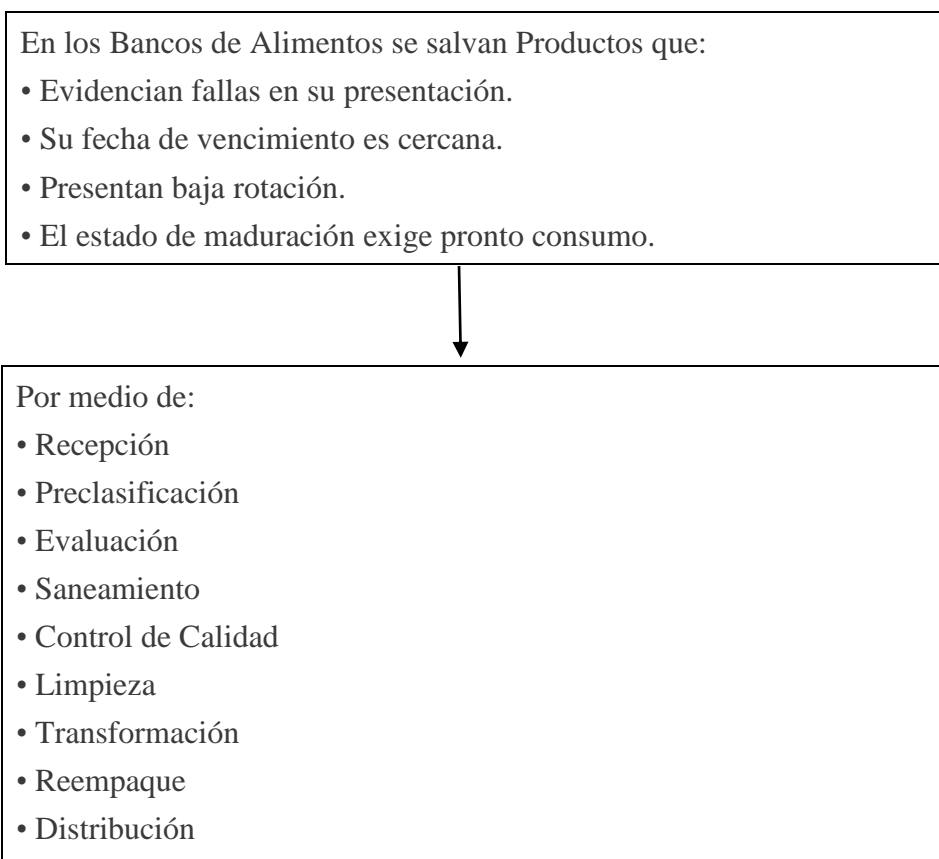 En los Bancos de Alimentos se salvan Productos que:
• Evidencian fallas en su presentación.
• Su fecha de vencimiento es cercana.
• Presentan baja rotación.
• El estado de maduración exige pronto consumo.
Por medio de:
• Recepción
• Preclasificación
• Evaluación
• Saneamiento
• Control de Calidad
• Limpieza
• Transformación
• Reempaque
• Distribución